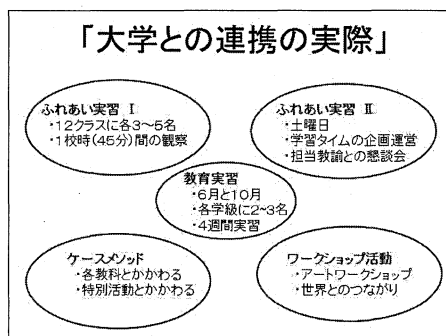 「大学との連携の実際」
ふれあい実習 Ⅰ
・12クラスに各3～5名
・1校時(45分)間の観察
ふれあい実習 Ⅱ
・土曜日
・学習タイムの企画運営
・担当教諭との懇談会
教育実習
・6月と10月
・各学級に2~3名
・4週間実習
ケースメソッド
・各教科とかかわる
・特別活動とかかわる
ワークショップ活動
・アートワークショップ
・世界とのつながり